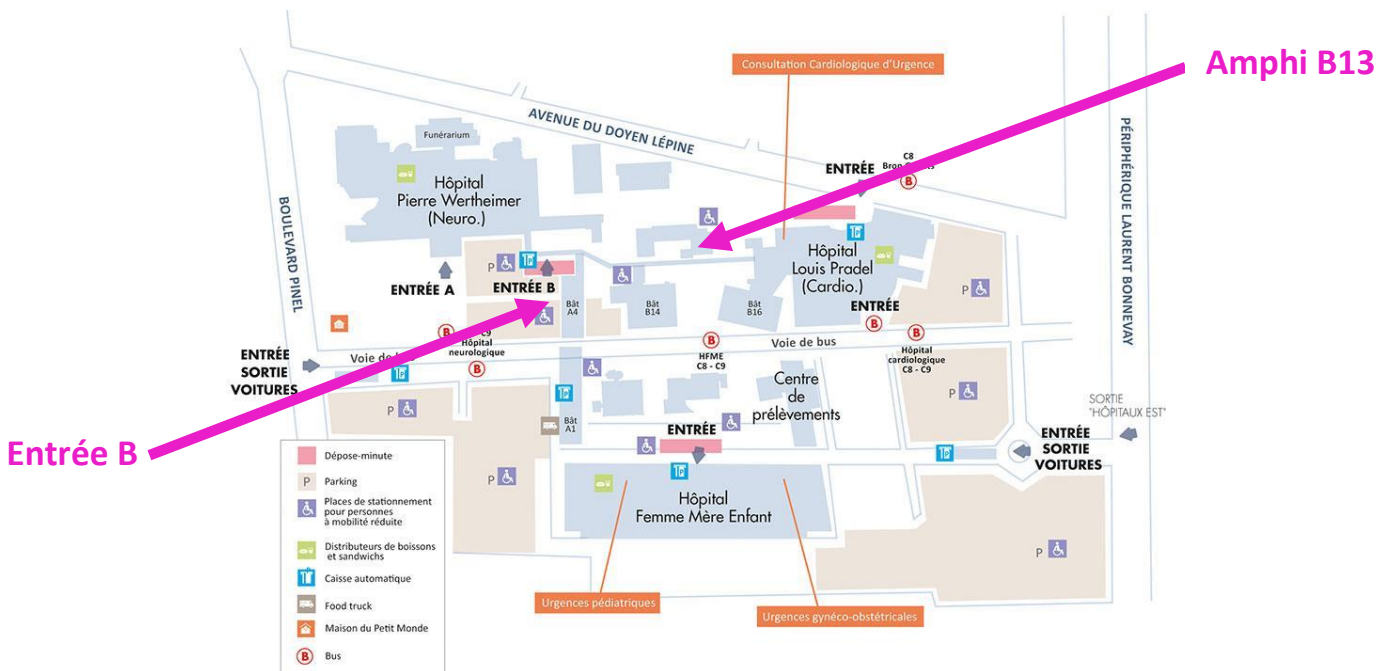 Amphi B13
Consultation Cardiologique d'Urgence
AVENUE DU DOYEN LÉPINE
Funérarium
Hôpital
Pierre Wertheimer
(Neuro.)
BOULEVARD PINEL
PÉRIPHÉRIQUE LAURENT BONNEVAY
ENTRÉE
C8
B
Hôpital
Louis Pradel
(Cardio.)
P
P
ENTRÉE A
ENTRÉE B
Bât
A4
Bât
B14
Bât
B16
ENTRÉE
B
B
Hôpital
neurologique
B
B
HFME
C8 - C9
Voie de bus
B
Hôpital
cardiologique
C8 - C9
ENTRÉE
SORTIE
VOITURES
Voie de
Centre
de
prélèvements
P
P
SORTIE
"HÔPITAUX EST"
Bât
A1
ENTRÉE
ENTRÉE
SORTIE
VOITURES
Entrée B
P
Hôpital
Femme Mère Enfant
P
Urgences pédiatriques
Urgences gynéco-obstétricales
Dépose-minute
P Parking
Places de stationnement
pour personnes
à mobilité réduite
Distributeurs de boissons
et sandwichs
Caisse automatique
Food truck
Maison du Petit Monde
B Bus